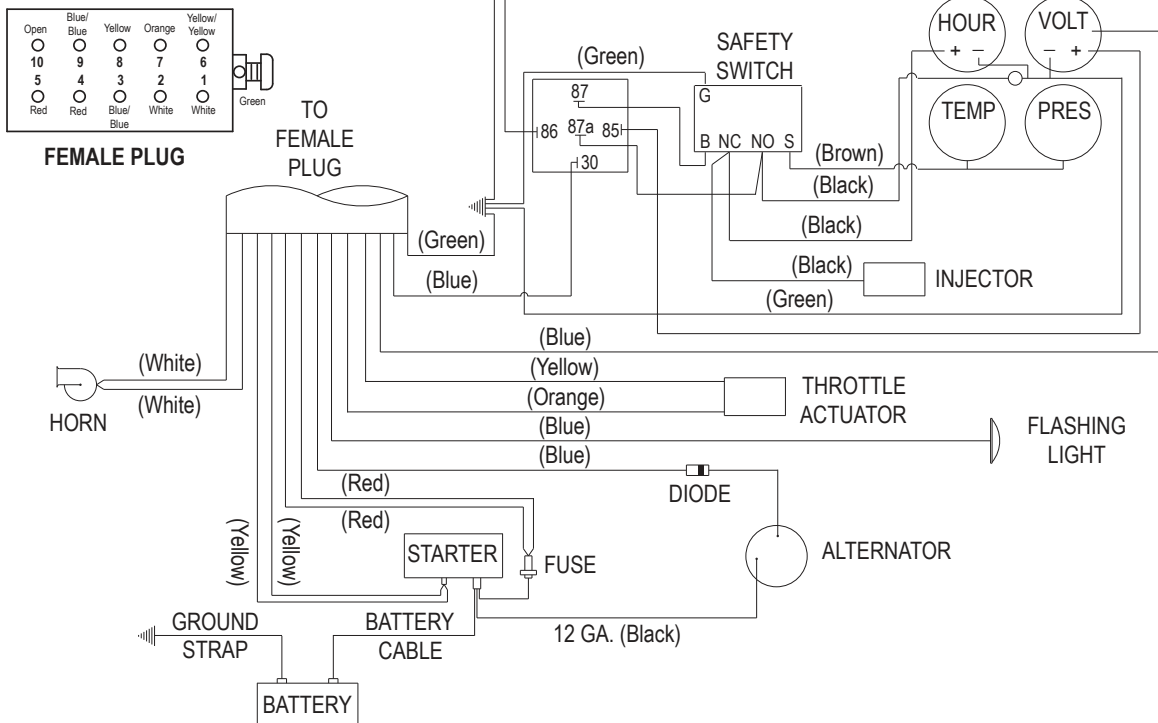 Open
Blue/
Blue
Yellow
Orange
Yellow/
Yellow
10 9 8 7 6
5 4 3 2 1
Red
Red
Blue/
Blue
White
White
Green
FEMALE PLUG
TO
FEMALE
PLUG
(Green)
87
86
87a
85
30
SAFETY
SWITCH
G
B NC NO S
HOUR
+ −
VOLT
− +
TEMP
PRES
(Brown)
(Black)
(Black)
(Black)
INJECTOR
(Green)
(Green)
(Blue)
(Blue)
(Yellow)
(Orange)
THROTTLE
ACTUATOR
(Blue)
FLASHING
LIGHT
(Blue)
DIODE
ALTERNATOR
(White)
(White)
HORN
(Red)
(Red)
(Yellow)
(Yellow)
STARTER
FUSE
12 GA. (Black)
GROUND
STRAP
BATTERY
CABLE
BATTERY